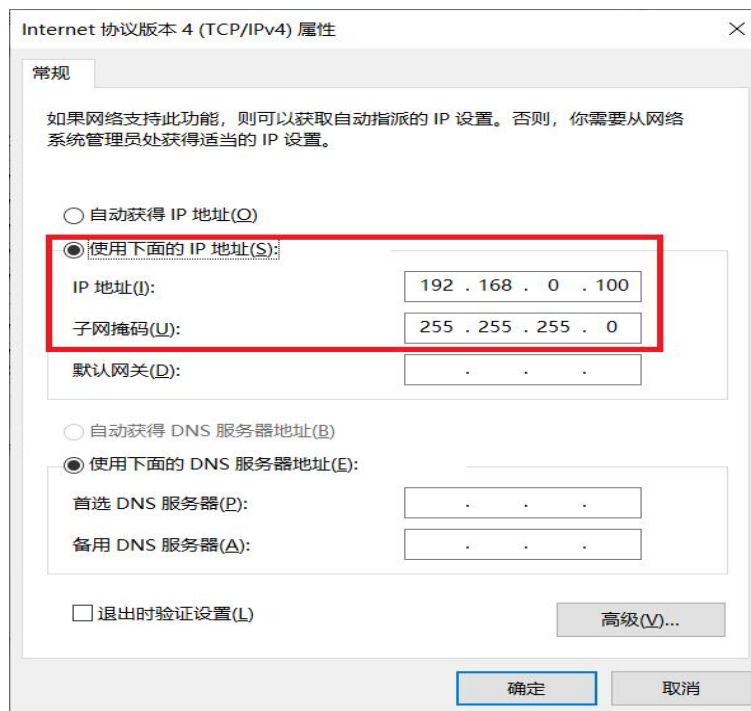 Internet 协议版本 4 (TCP/IPv4) 属性
常规
如果网络支持此功能，则可以获取自动指派的 IP 设置。否则，你需要从网络
系统管理员处获得适当的 IP 设置。
自动获得 IP 地址(O)
使用下面的 IP 地址(S):
IP 地址(I): 192 . 168 . 0 . 100
子网掩码(U): 255 . 255 . 255 . 0
默认网关(D): . . .
自动获得 DNS 服务器地址(B)
使用下面的 DNS 服务器地址(E):
首选 DNS 服务器(P): . . .
备用 DNS 服务器(A): . . .
退出时验证设置(L)
高级(V)...
确定 取消